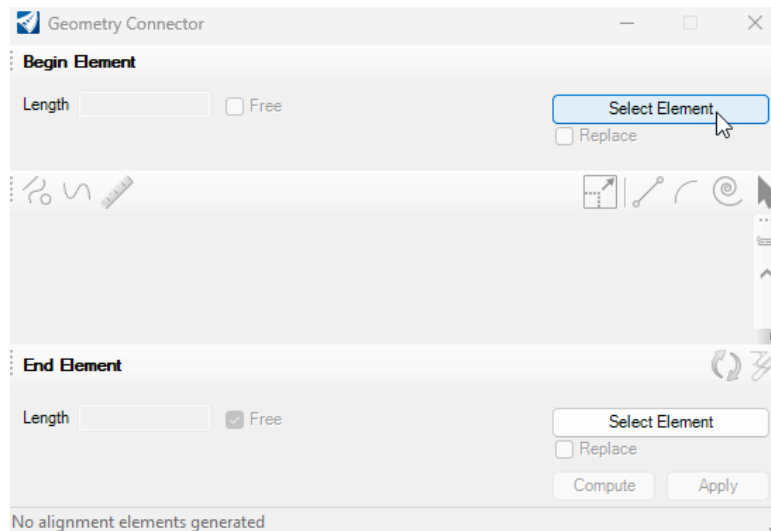 Geometry Connector
Begin Element
Length
Free
Select Element
Replace
End Element
Length
Free
Select Element
Replace
Compute
Apply
No alignment elements generated